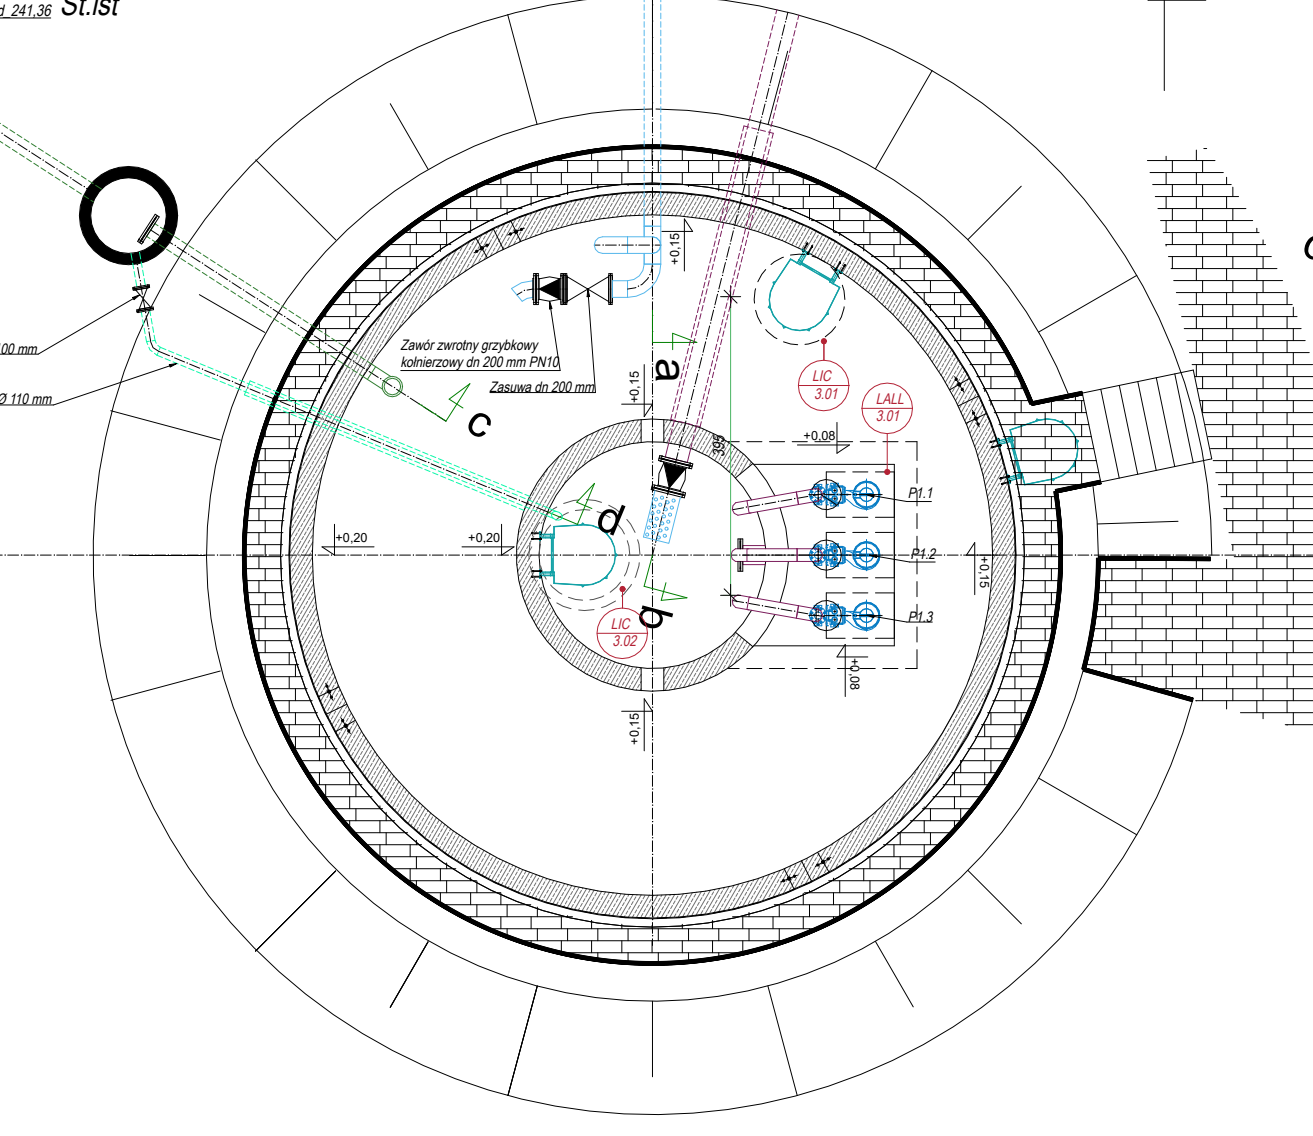 241,36 St.Ist
+0,15
Zawór zwrotny grzybkowy
kołnierzowy dn 200 mm PN10
Zasuwa dn 200 mm
00 mm
Ø 110 mm
a
c
+0,15
395
LIC
3.01
LALL
3.01
+0,08
P1.1
P1.2
P1.3
+0,20
+0,20
+0,15
b
LIC
3.02
+0,08
+0,15